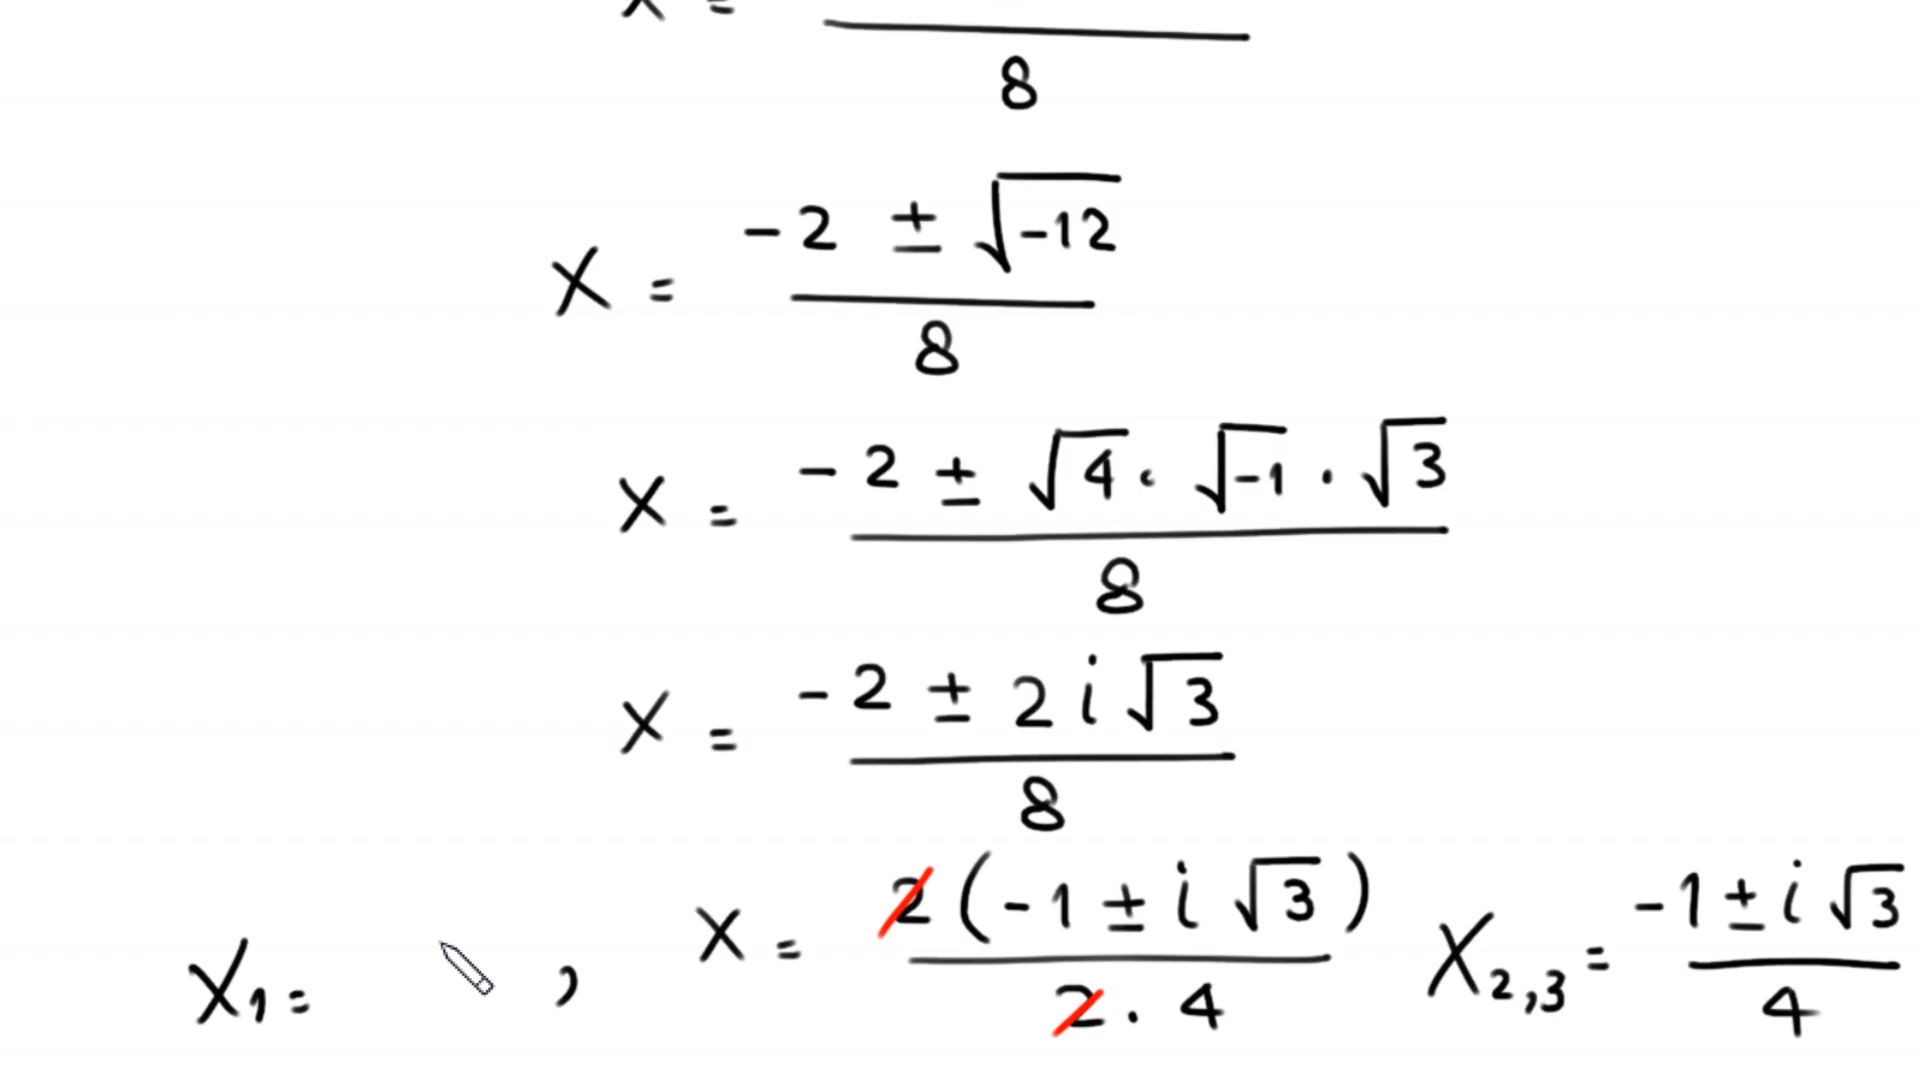 x =
8
x = -2 ± √-12
8
x = -2 ± √4 · √-1 · √3
8
x = -2 ± 2 i √3
8
x₁ = , x = 2 (-1 ± i √3) x₂,₃ = -1 ± i √3
2 · 4 4